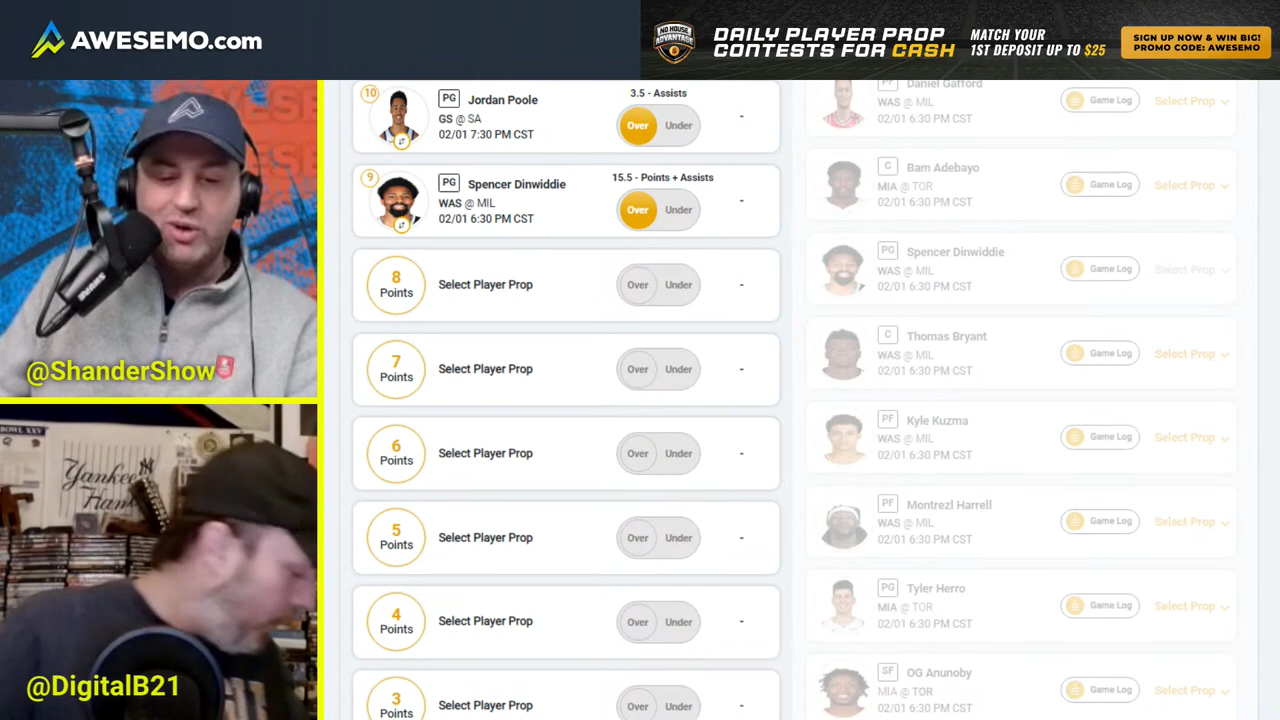 AWESEMO.com
NO HOUSE
ADVANTAGE
DAILY PLAYER PROP
CONTESTS FOR CASH
MATCH YOUR
1ST DEPOSIT UP TO $25
SIGN UP NOW & WIN BIG!
PROMO CODE: AWESEMO
SHURE
@ShanderShow
BOWL XXV
Yankees
@DigitalB21
10
PG Jordan Poole
GS @ SA
02/01 7:30 PM CST
3.5 - Assists
Over Under
-
9
PG Spencer Dinwiddie
WAS @ MIL
02/01 6:30 PM CST
15.5 - Points + Assists
Over Under
-
8
Points
Select Player Prop
Over Under
-
7
Points
Select Player Prop
Over Under
-
6
Points
Select Player Prop
Over Under
-
5
Points
Select Player Prop
Over Under
-
4
Points
Select Player Prop
Over Under
-
3
Points
Select Player Prop
Over Under
-
PF Daniel Gafford
WAS @ MIL
02/01 6:30 PM CST
Game Log
Select Prop
C Bam Adebayo
MIA @ TOR
02/01 6:30 PM CST
Game Log
Select Prop
PG Spencer Dinwiddie
WAS @ MIL
02/01 6:30 PM CST
Game Log
Select Prop
C Thomas Bryant
WAS @ MIL
02/01 6:30 PM CST
Game Log
Select Prop
PF Kyle Kuzma
WAS @ MIL
02/01 6:30 PM CST
Game Log
Select Prop
PF Montrezl Harrell
WAS @ MIL
02/01 6:30 PM CST
Game Log
Select Prop
PG Tyler Herro
MIA @ TOR
02/01 6:30 PM CST
Game Log
Select Prop
SF OG Anunoby
MIA @ TOR
02/01 6:30 PM CST
Game Log
Select Prop